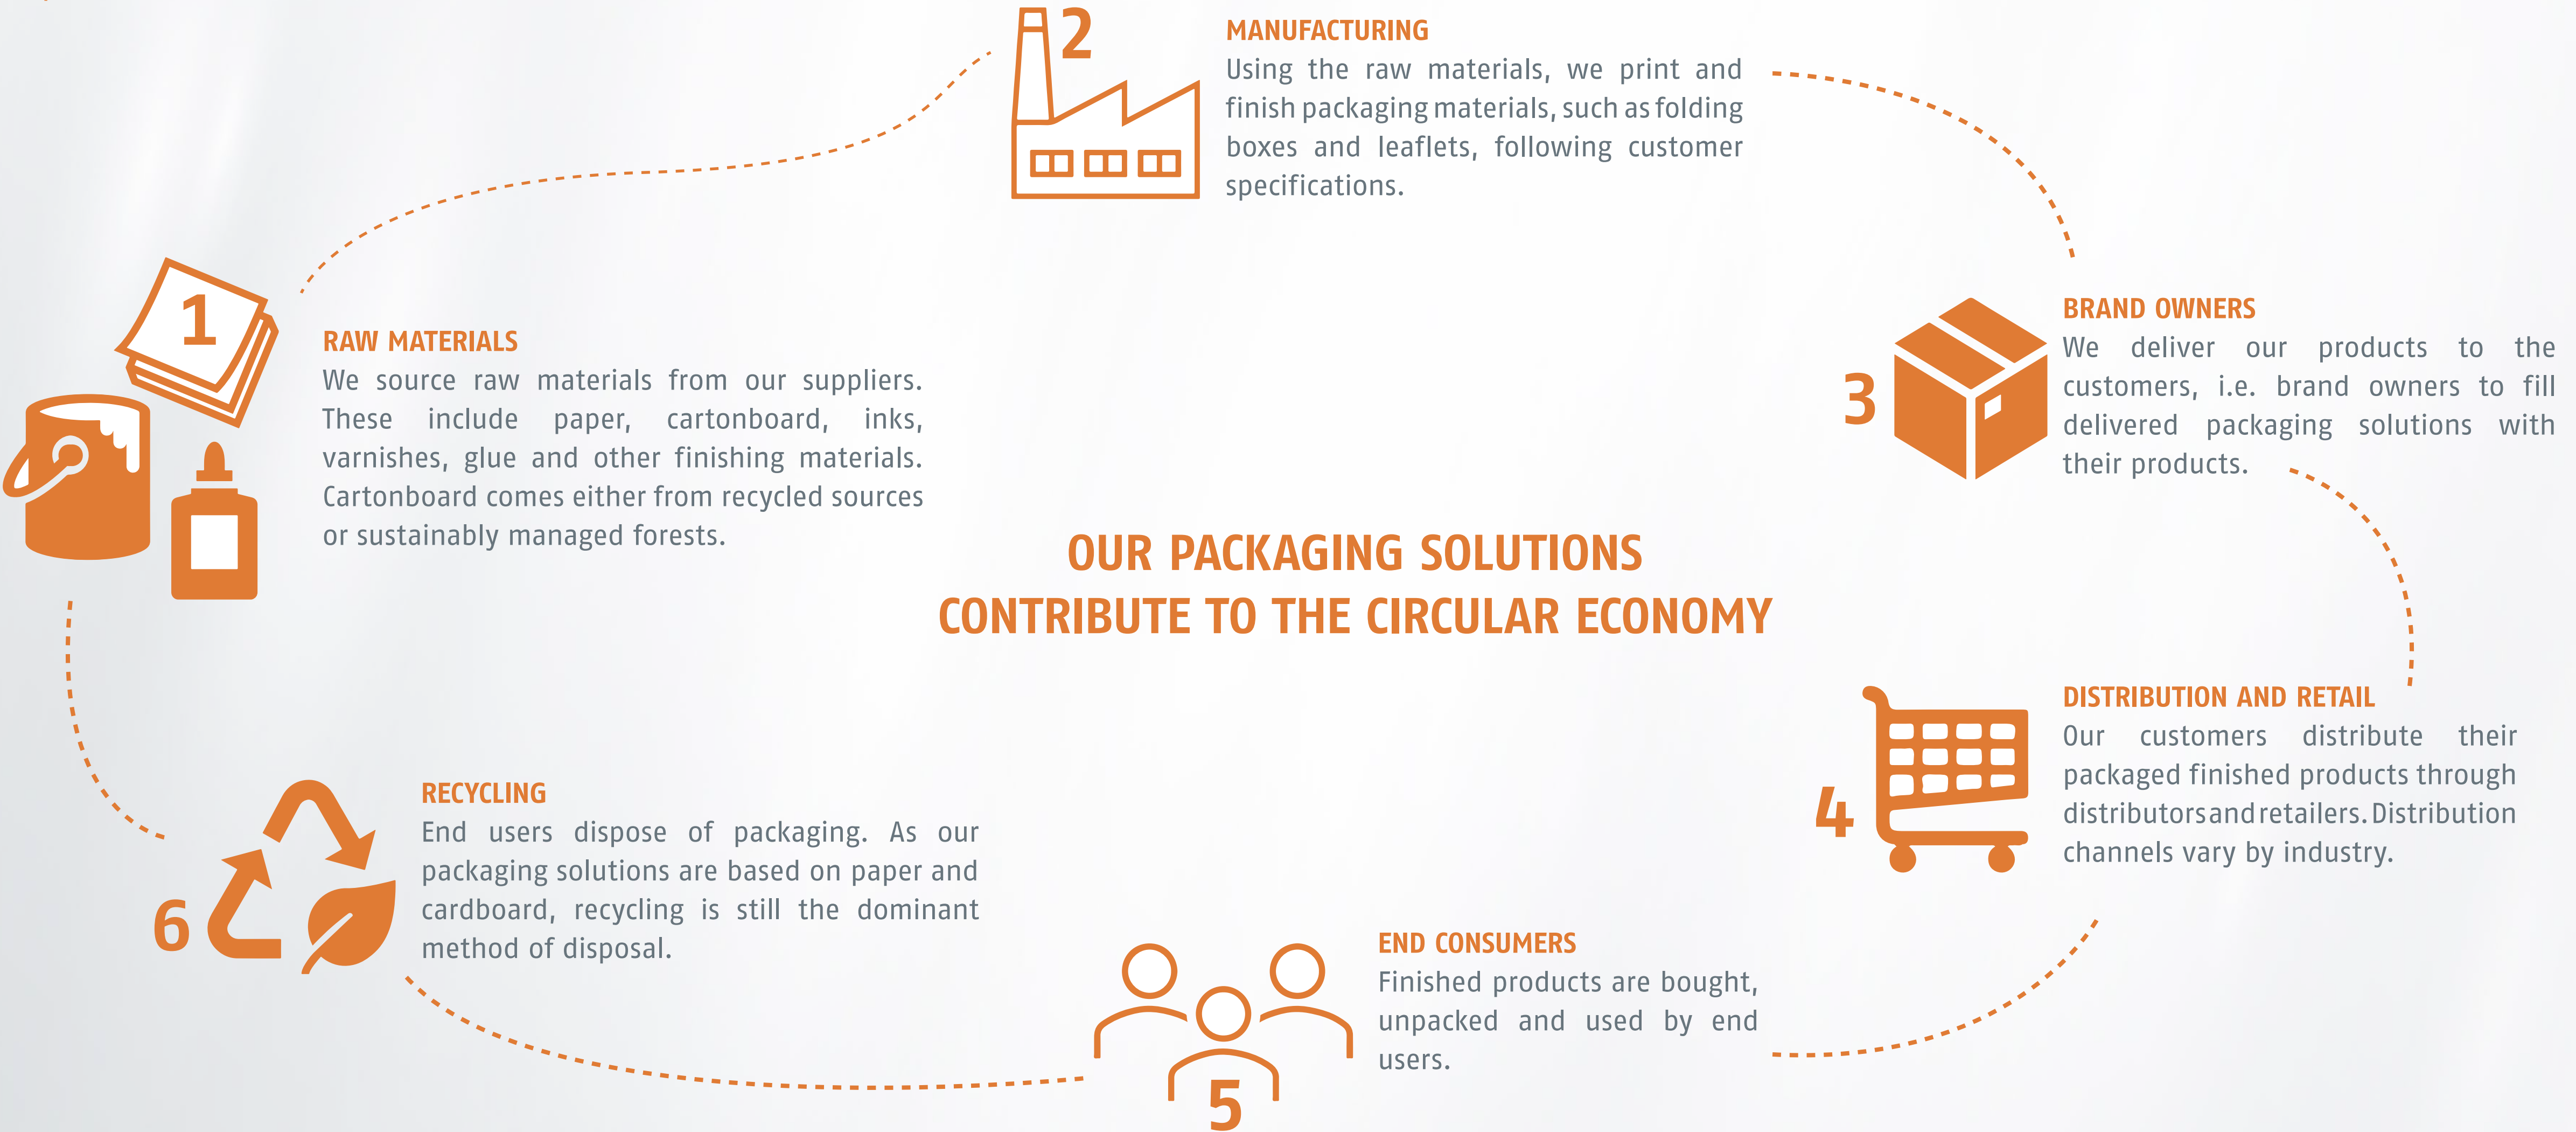 1
RAW MATERIALS
We source raw materials from our suppliers.
These include paper, cartonboard, inks,
varnishes, glue and other finishing materials.
Cartonboard comes either from recycled sources
or sustainably managed forests.
2
MANUFACTURING
Using the raw materials, we print and
finish packaging materials, such as folding
boxes and leaflets, following customer
specifications.
3
BRAND OWNERS
We deliver our products to the
customers, i.e. brand owners to fill
delivered packaging solutions with
their products.
OUR PACKAGING SOLUTIONS
CONTRIBUTE TO THE CIRCULAR ECONOMY
4
DISTRIBUTION AND RETAIL
Our customers distribute their
packaged finished products through
distributors and retailers. Distribution
channels vary by industry.
5
END CONSUMERS
Finished products are bought,
unpacked and used by end
users.
6
RECYCLING
End users dispose of packaging. As our
packaging solutions are based on paper and
cardboard, recycling is still the dominant
method of disposal.